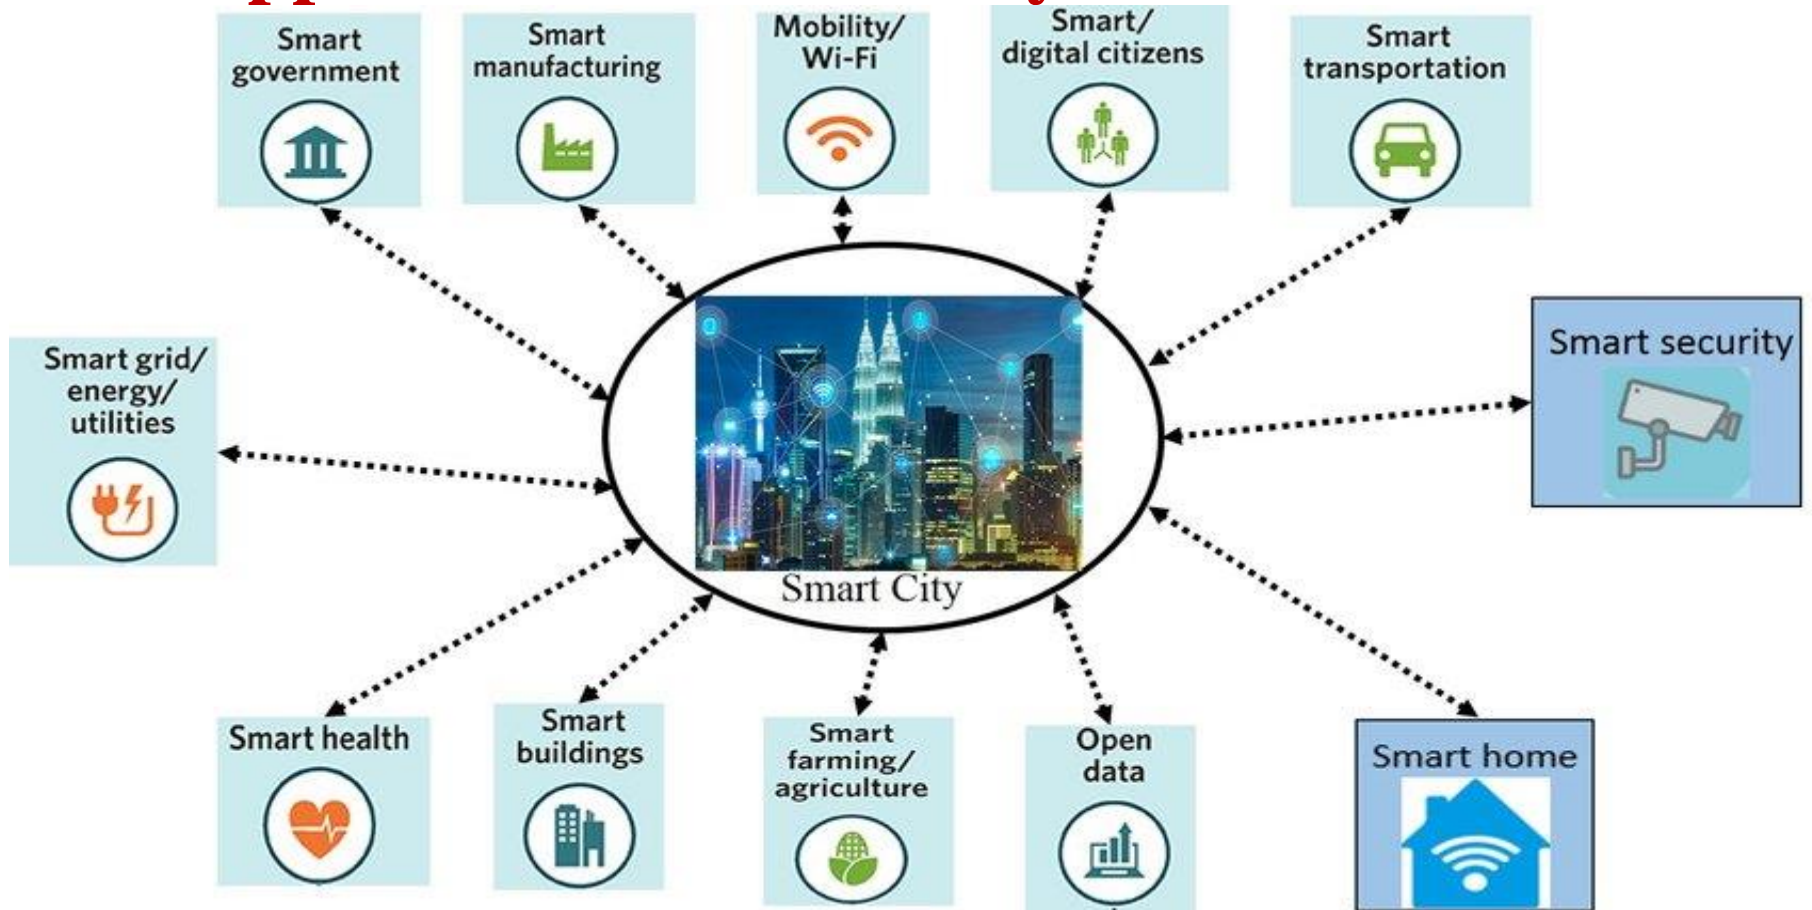 Smart
government
Smart
manufacturing
Mobility/
Wi-Fi
Smart/
digital citizens
Smart
transportation
Smart grid/
energy/
utilities
Smart security
Smart City
Smart health
Smart
buildings
Smart
farming/
agriculture
Open
data
Smart home